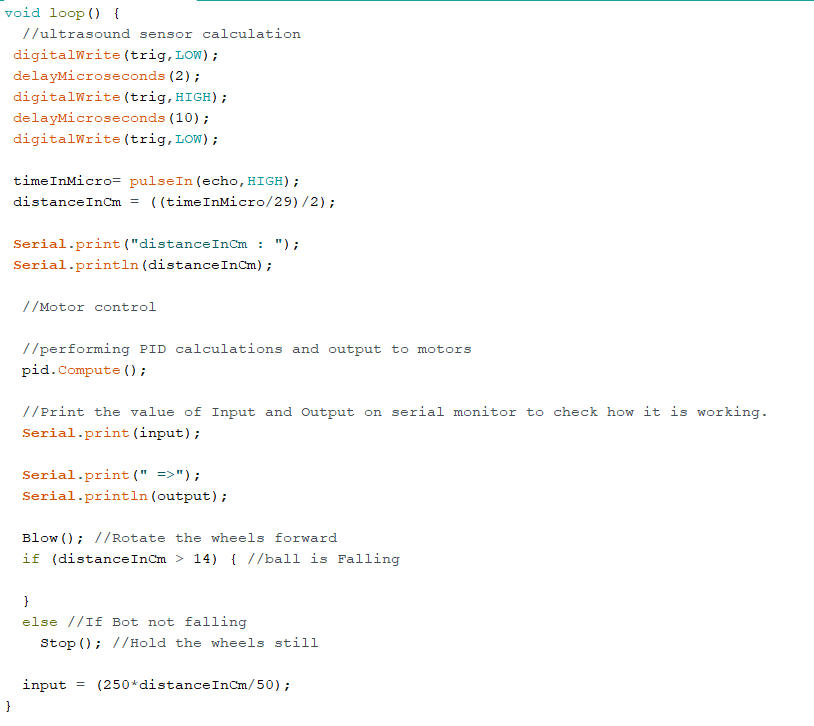 void loop() {
  //ultrasound sensor calculation
 digitalWrite(trig,LOW);
 delayMicroseconds(2);
 digitalWrite(trig,HIGH);
 delayMicroseconds(10);
 digitalWrite(trig,LOW);

 timeInMicro= pulseIn(echo,HIGH);
 distanceInCm = ((timeInMicro/29)/2);

 Serial.print("distanceInCm : ");
 Serial.println(distanceInCm);

  //Motor control

  //performing PID calculations and output to motors
  pid.Compute();

  //Print the value of Input and Output on serial monitor to check how it is working.
  Serial.print(input);

  Serial.print(" =>");
  Serial.println(output);

  Blow(); //Rotate the wheels forward
  if (distanceInCm > 14) { //ball is Falling

  }
  else //If Bot not falling
    Stop(); //Hold the wheels still

  input = (250*distanceInCm/50);
}